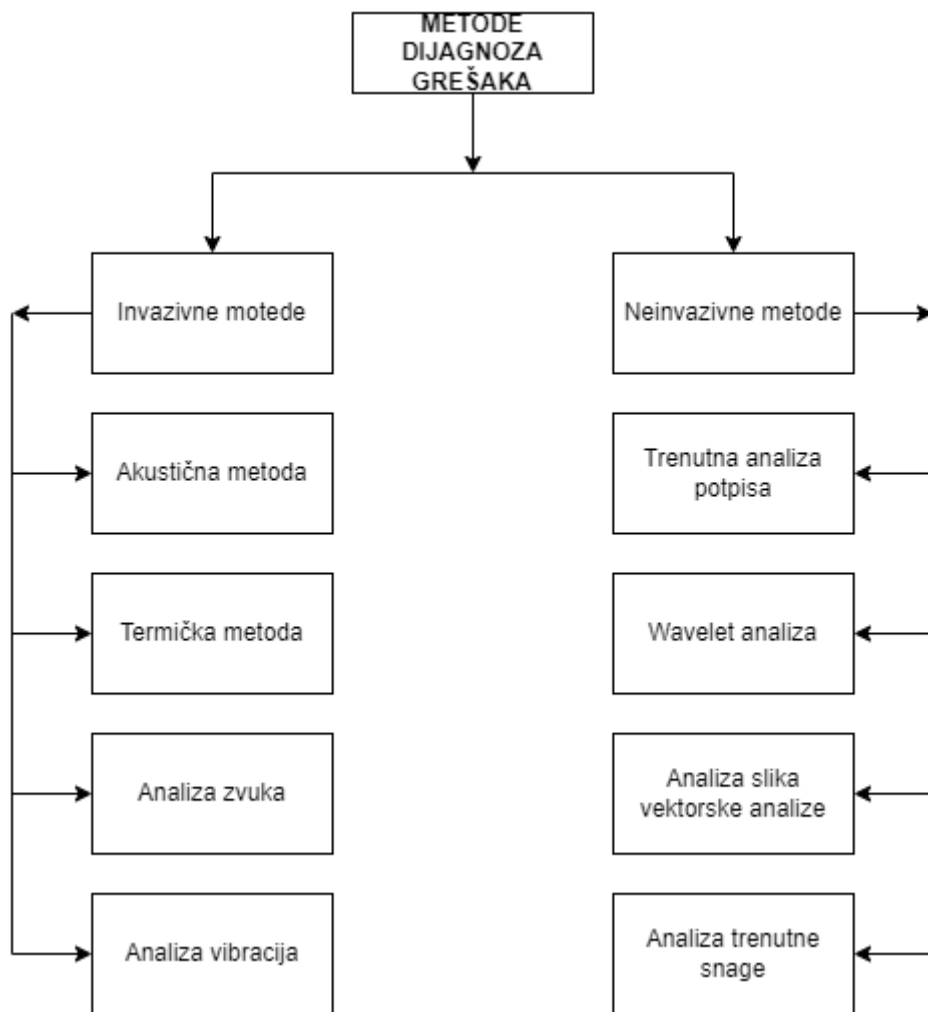 METODE
DIJAGNOZA
GREŠAKA
Invazivne motede
Neinvazivne metode
Akustična metoda
Trenutna analiza
potpisa
Termička metoda
Wavelet analiza
Analiza zvuka
Analiza slika
vektorske analize
Analiza vibracija
Analiza trenutne
snage